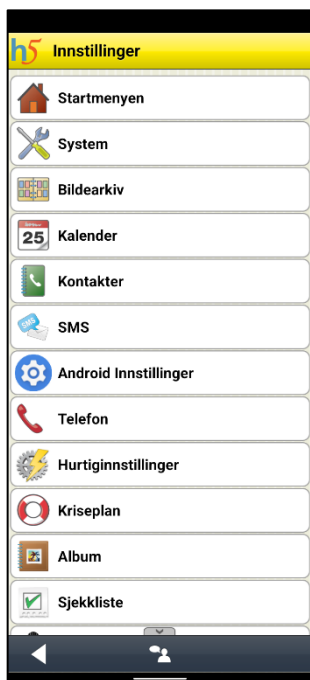 h5 Innstillinger
Startmenyen
System
Bildearkiv
25 Kalender
Kontakter
SMS SMS
Android Innstillinger
Telefon
Hurtiginnstillinger
Kriseplan
Album
Sjekkliste